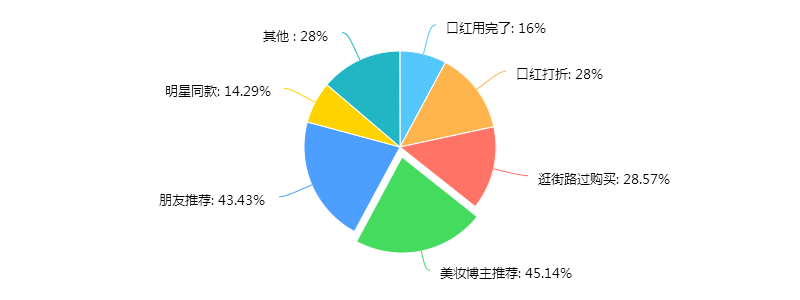 口红用完了: 16%
其他 : 28%
口红打折: 28%
明星同款: 14.29%
逛街路过购买: 28.57%
朋友推荐: 43.43%
美妆博主推荐: 45.14%